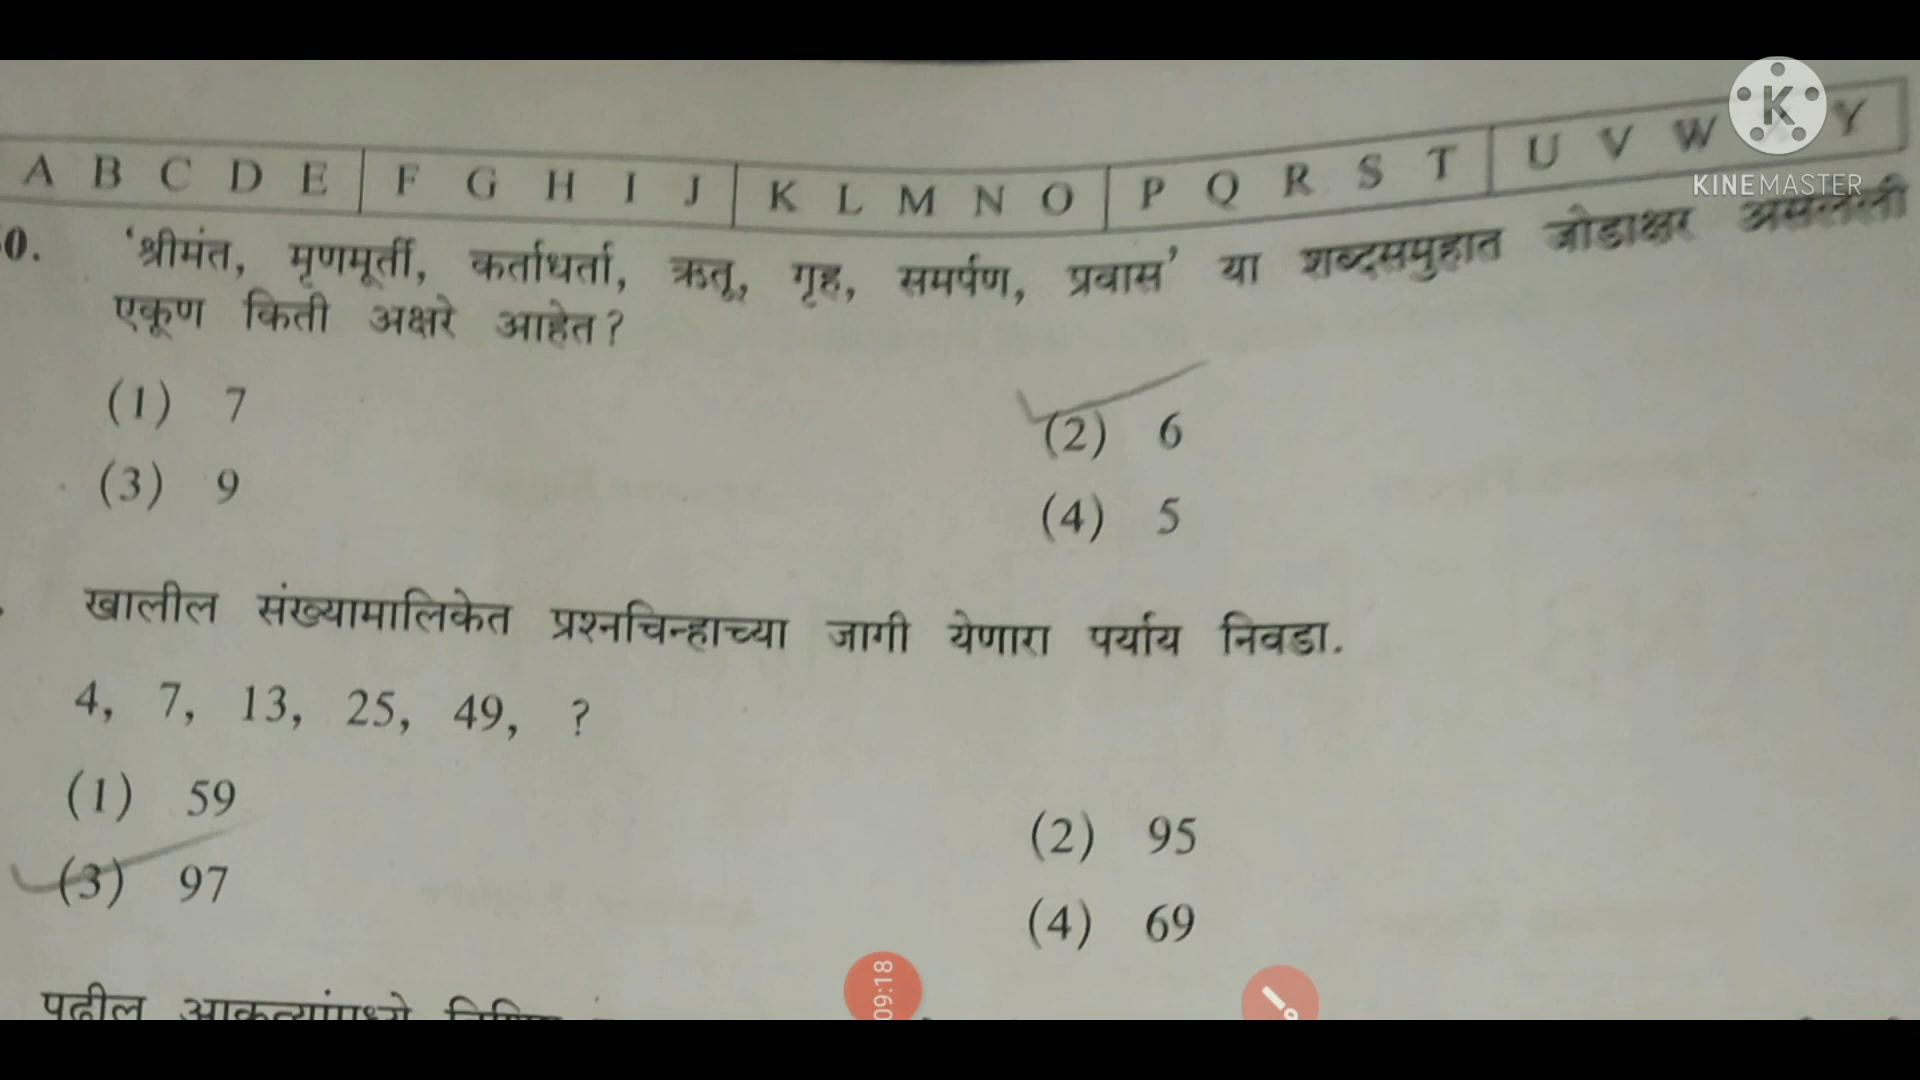 KINEMASTER
A B C D E F G H I J K L M N O P Q R S T U V W Y
0. 'श्रीमंत, मृणमूर्ती, कर्ताधर्ता, ऋतू, गृह, समर्पण, प्रवास' या शब्दसमुहात जोडाक्षर असलेली
एकूण किती अक्षरे आहेत?
(1) 7 (2) 6
(3) 9 (4) 5
खालील संख्यामालिकेत प्रश्नचिन्हाच्या जागी येणारा पर्याय निवडा.
4, 7, 13, 25, 49, ?
(1) 59 (2) 95
(3) 97 (4) 69
पुढील
09:18